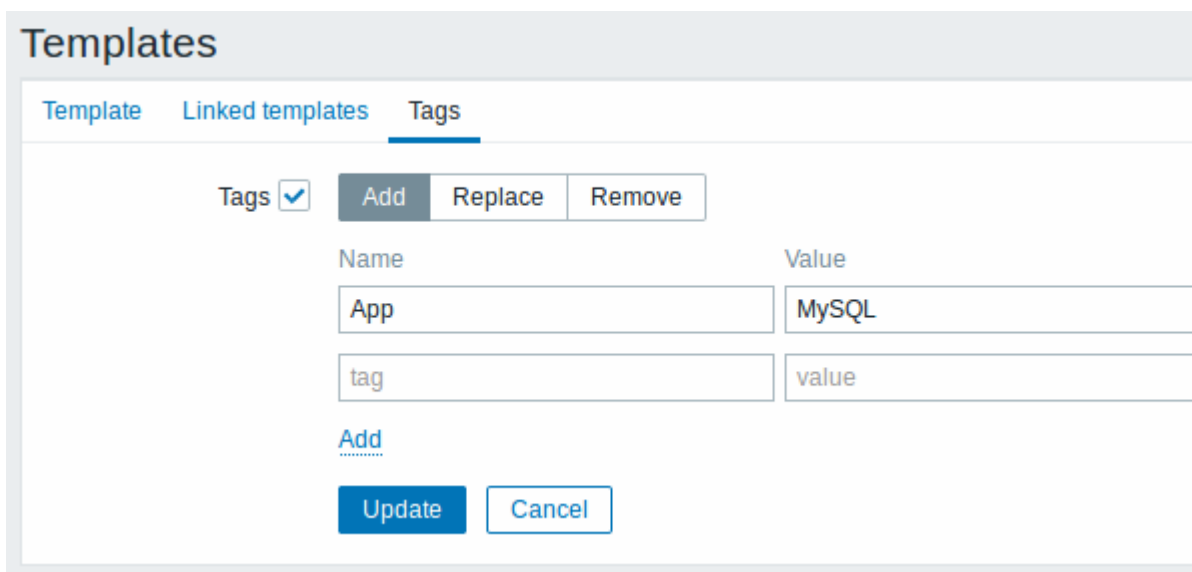 Templates
Template Linked templates Tags
Tags Add Replace Remove
Name Value
App MySQL
tag value
Add
Update Cancel